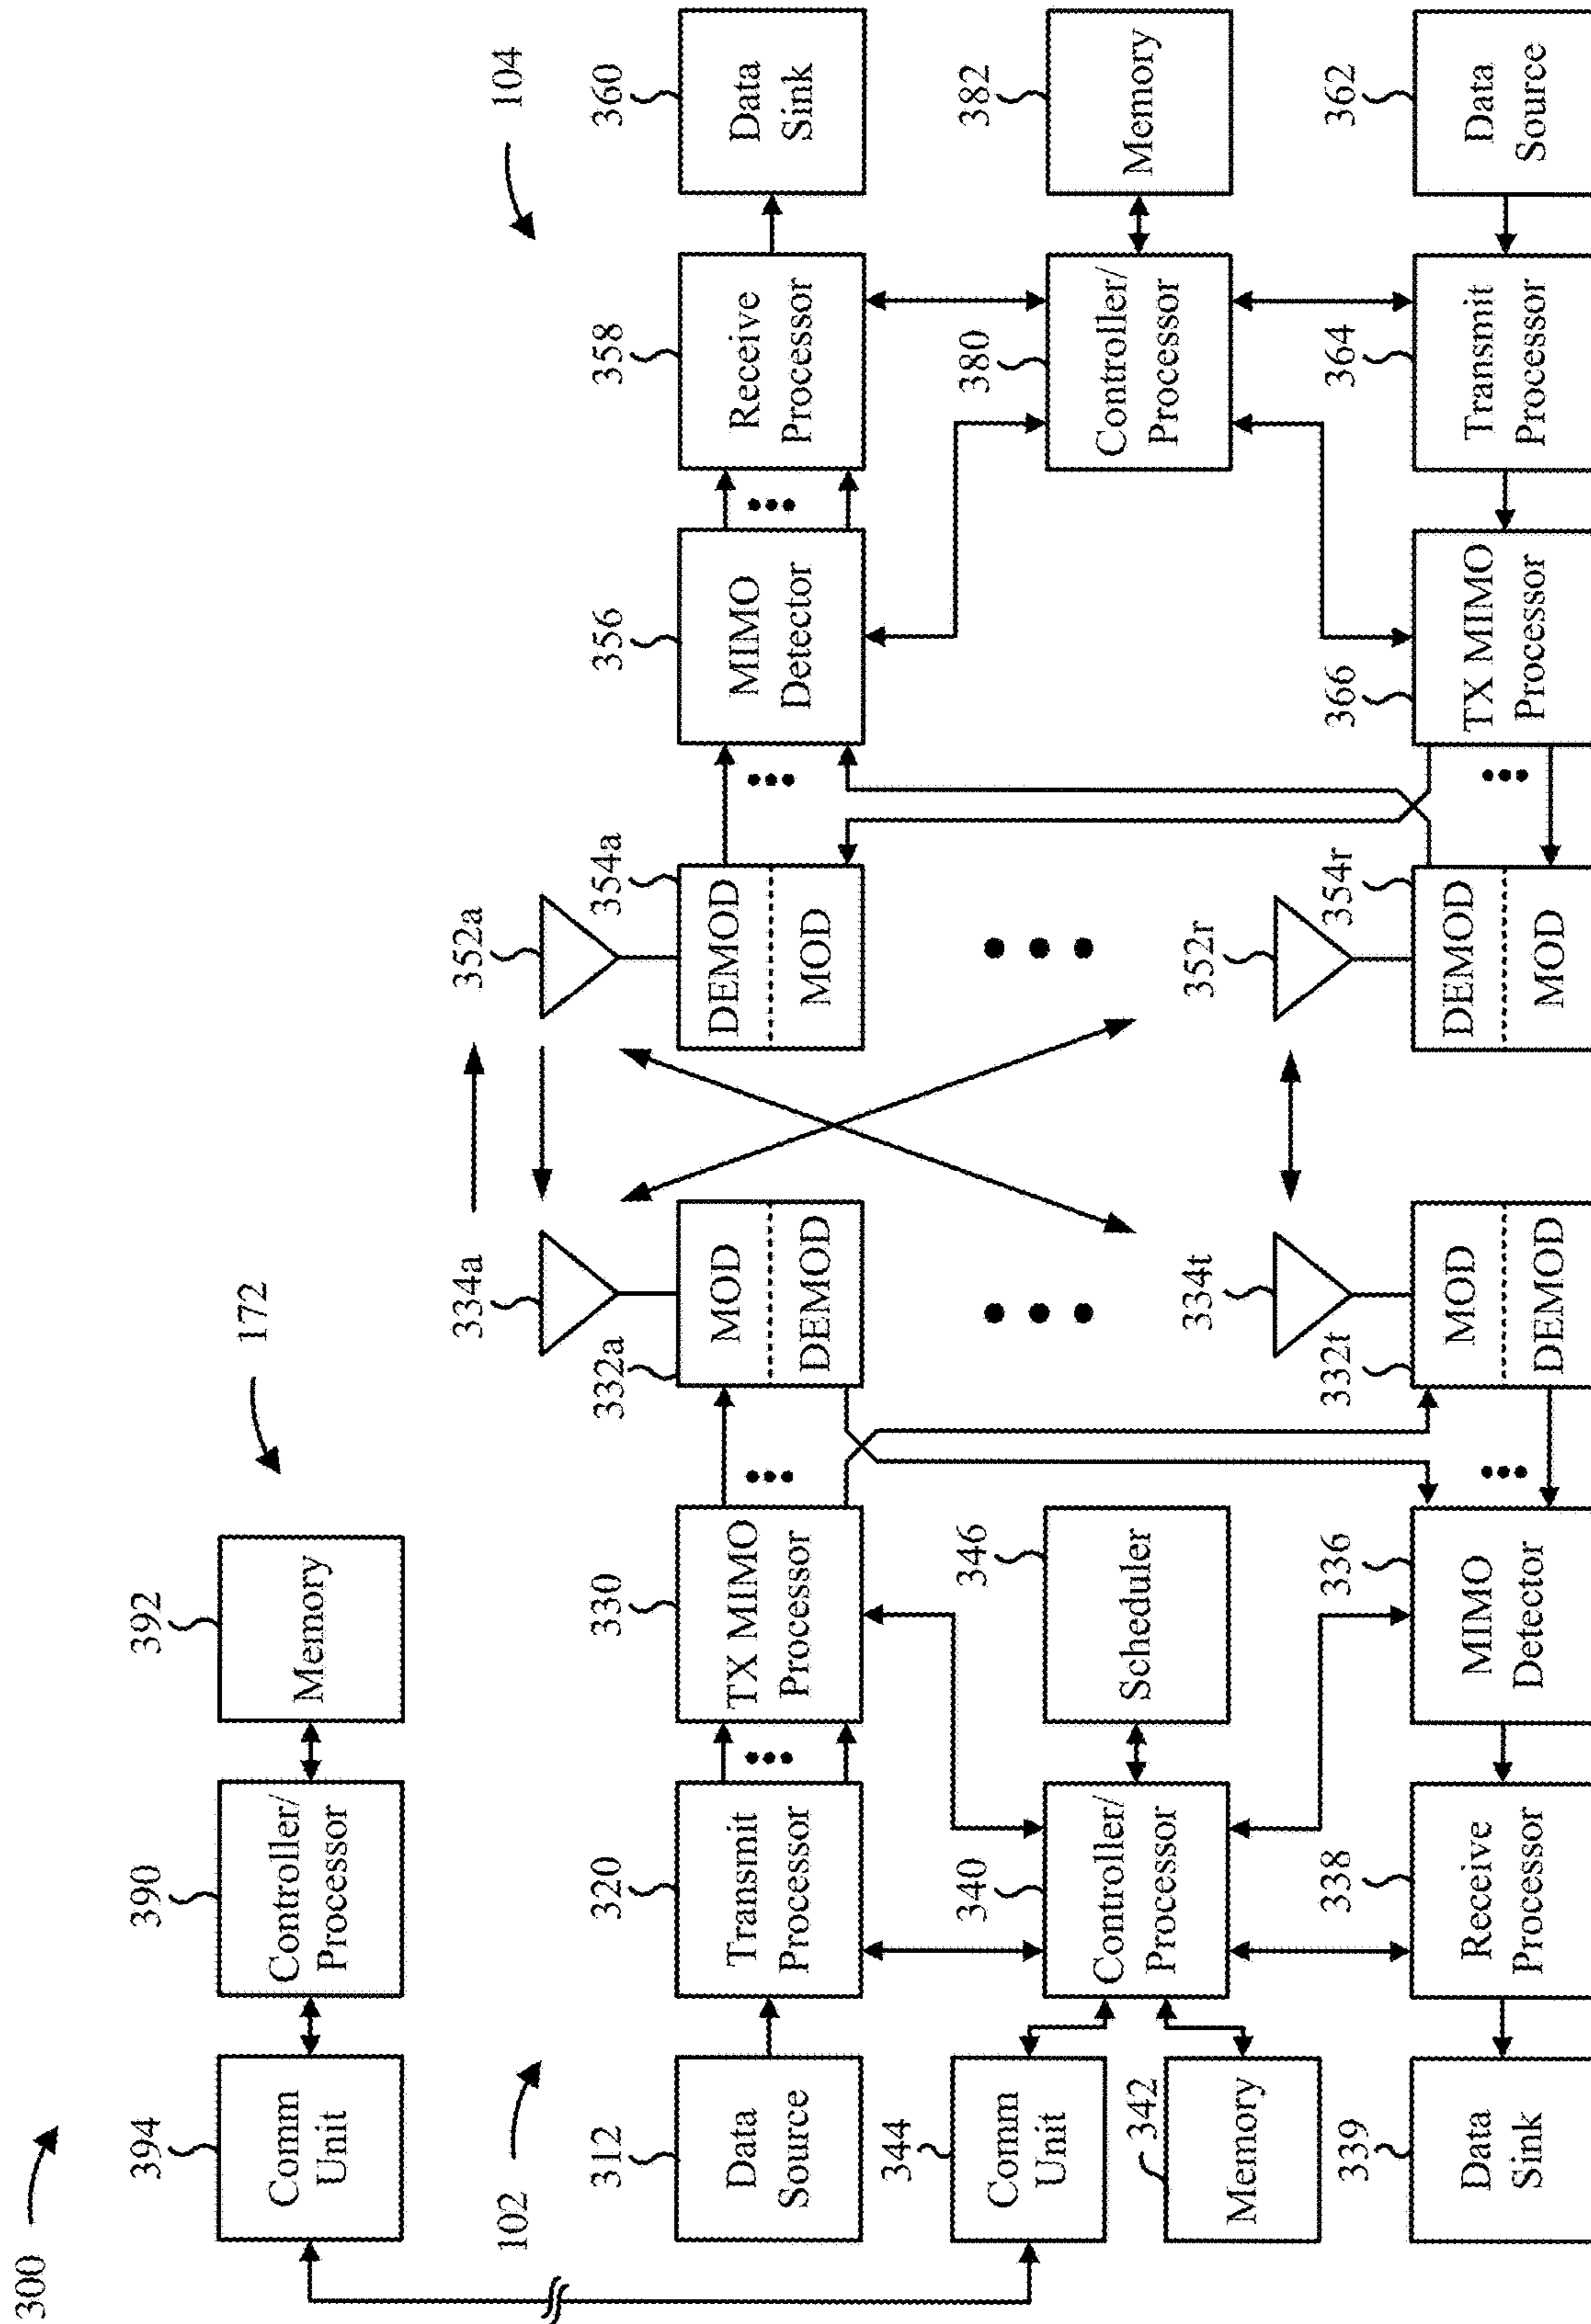 300
394
Comm
Unit
390
Controller/
Processor
392
Memory
172
102
312
Data
Source
320
Transmit
Processor
330
TX MIMO
Processor
332a
MOD
DEMOD
334a
352a
354a
DEMOD
MOD
356
MIMO
Detector
358
Receive
Processor
360
Data
Sink
104
344
Comm
Unit
342
Memory
340
Controller/
Processor
346
Scheduler
380
Controller/
Processor
382
Memory
339
Data
Sink
338
Receive
Processor
336
MIMO
Detector
332t
MOD
DEMOD
334t
352r
354r
DEMOD
MOD
366
TX MIMO
Processor
364
Transmit
Processor
362
Data
Source